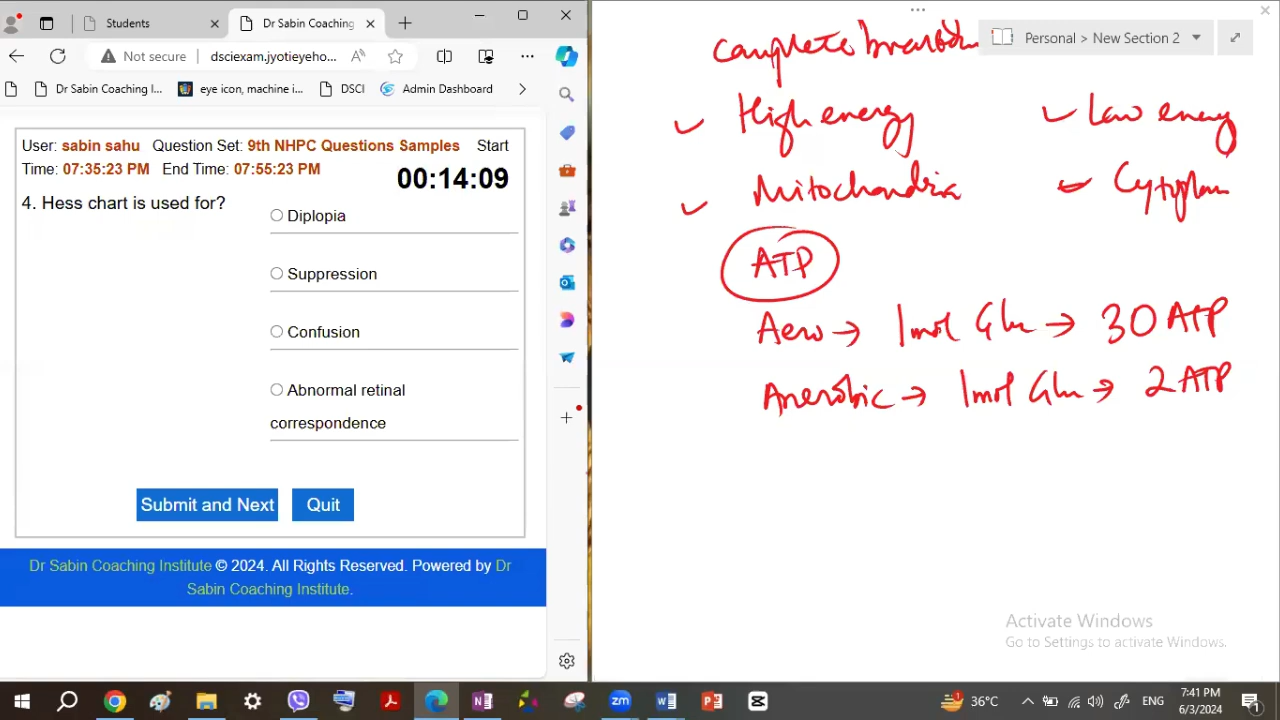 Students
Dr Sabin Coaching
Not secure
dsciexam.jyotieyeho...
Dr Sabin Coaching I...
eye icon, machine i...
DSCI
Admin Dashboard
User: sabin sahu Question Set: 9th NHPC Questions Samples Start
Time: 07:35:23 PM End Time: 07:55:23 PM
00:14:09
4. Hess chart is used for?
Diplopia
Suppression
Confusion
Abnormal retinal
correspondence
Submit and Next
Quit
Dr Sabin Coaching Institute © 2024. All Rights Reserved. Powered by Dr
Sabin Coaching Institute.
Personal > New Section 2
complete
High energy
Low energy
Mitochondria
ATP
Aero → 1mol Glu → 30 ATP
Anerobic → 1mol Glu → 2 ATP
Activate Windows
Go to Settings to activate Windows.
36°C
ENG
7:41 PM
6/3/2024